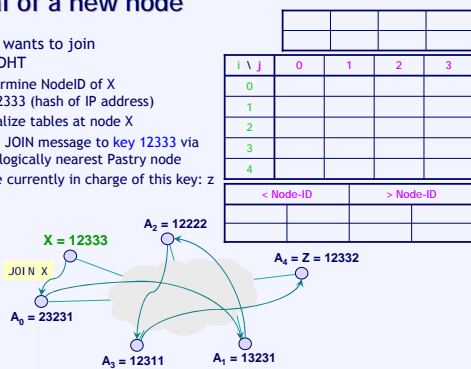 al of a new node
wants to join
DHT
ermine NodeID of X
2333 (hash of IP address)
alize tables at node X
JOIN message to key 12333 via
logically nearest Pastry node
e currently in charge of this key: z
i \ j 0 1 2 3
0
1
2
3
4
< Node-ID > Node-ID
A2 = 12222
X = 12333
A4 = Z = 12332
JOIN X
A0 = 23231
A3 = 12311
A1 = 13231